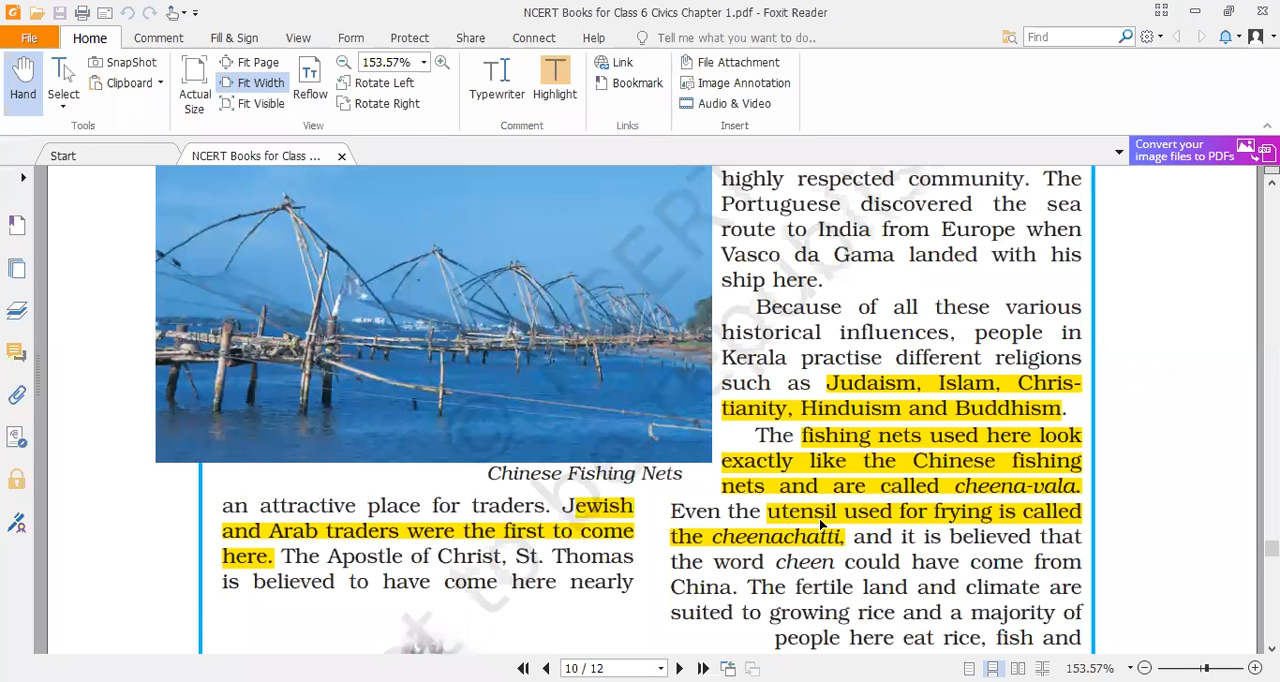 NCERT Books for Class 6 Civics Chapter 1.pdf - Foxit Reader
File Home Comment Fill & Sign View Form Protect Share Connect Help Tell me what you want to do.. Find
Hand
Select
SnapShot
Clipboard
Tools
Actual Size
Fit Page
Fit Width
Fit Visible
Reflow
153.57%
Rotate Left
Rotate Right
View
Typewriter
Highlight
Comment
Link
Bookmark
Links
File Attachment
Image Annotation
Audio & Video
Insert
Start
NCERT Books for Class ...
Convert your
image files to PDFs
PDF
Chinese Fishing Nets
an attractive place for traders. Jewish
and Arab traders were the first to come
here. The Apostle of Christ, St. Thomas
is believed to have come here nearly
highly respected community. The
Portuguese discovered the sea
route to India from Europe when
Vasco da Gama landed with his
ship here.
Because of all these various
historical influences, people in
Kerala practise different religions
such as Judaism, Islam, Chris-
tianity, Hinduism and Buddhism.
The fishing nets used here look
exactly like the Chinese fishing
nets and are called cheena-vala.
Even the utensil used for frying is called
the cheenachatti, and it is believed that
the word cheen could have come from
China. The fertile land and climate are
suited to growing rice and a majority of
people here eat rice, fish and
10 / 12
153.57%